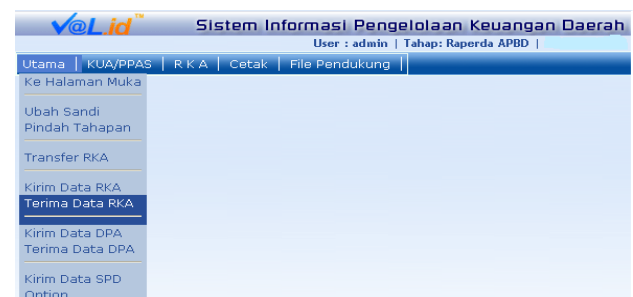 V@L.id™
Sistem Informasi Pengelolaan Keuangan Daerah
User : admin | Tahap: Raperda APBD |
Utama | KUA/PPAS | R K A | Cetak | File Pendukung |
Ke Halaman Muka
Ubah Sandi
Pindah Tahapan
Transfer RKA
Kirim Data RKA
Terima Data RKA
Kirim Data DPA
Terima Data DPA
Kirim Data SPD
Option